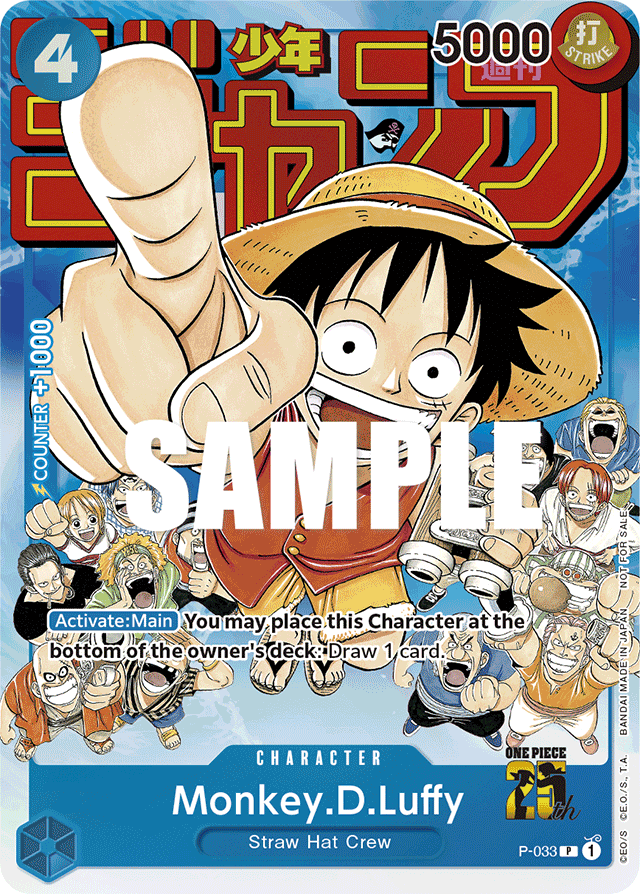 4
少年
5000
打
STRIKE
週刊
ジャンプ
COUNTER +1000
SAMPLE
Activate:Main You may place this Character at the
bottom of the owner's deck: Draw 1 card.
BANDAI MADE IN JAPAN. NOT FOR SALE.
©E.O./S., T.A.
©EO/S
CHARACTER
ONE PIECE
25th
Monkey.D.Luffy
Straw Hat Crew
P-033 P 1